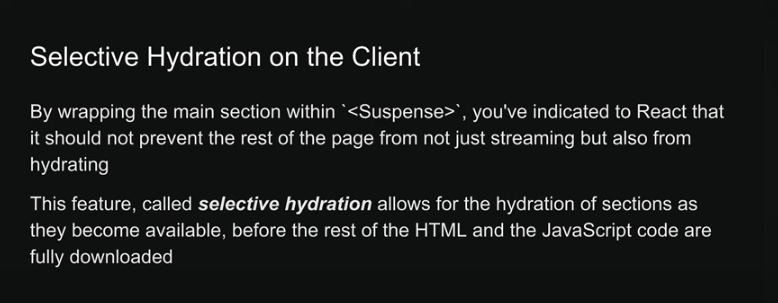 Selective Hydration on the Client
By wrapping the main section within `<Suspense>`, you've indicated to React that
it should not prevent the rest of the page from not just streaming but also from
hydrating
This feature, called selective hydration allows for the hydration of sections as
they become available, before the rest of the HTML and the JavaScript code are
fully downloaded